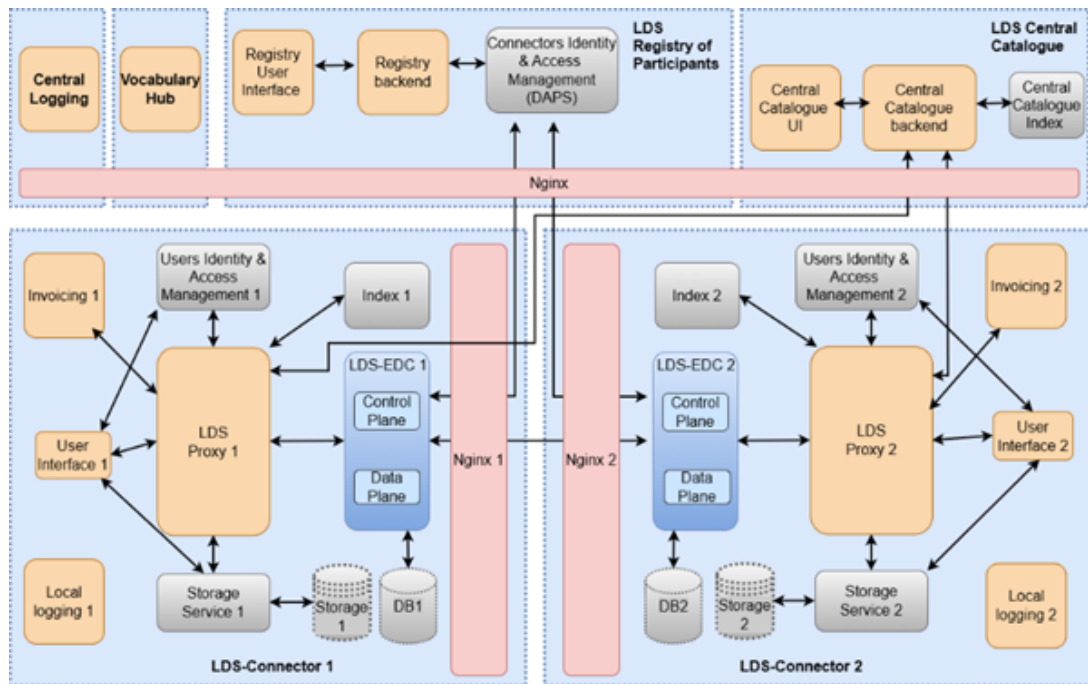 Central
Logging
Vocabulary
Hub
Registry
User
Interface
Registry
backend
Connectors Identity
& Access
Management
(DAPS)
LDS
Registry of
Participants
LDS Central
Catalogue
Central
Catalogue
UI
Central
Catalogue
backend
Central
Catalogue
Index
Nginx
Invoicing 1
Users Identity &
Access
Management 1
Index 1
LDS-EDC 1
Control
Plane
Data
Plane
LDS
Proxy 1
User
Interface 1
Local
logging 1
Storage
Service 1
Storage
1
DB1
Nginx 1
LDS-Connector 1
Nginx 2
Index 2
Users Identity &
Access
Management 2
Invoicing 2
LDS-EDC 2
Control
Plane
Data
Plane
LDS
Proxy 2
User
Interface 2
DB2
Storage
2
Storage
Service 2
Local
logging 2
LDS-Connector 2